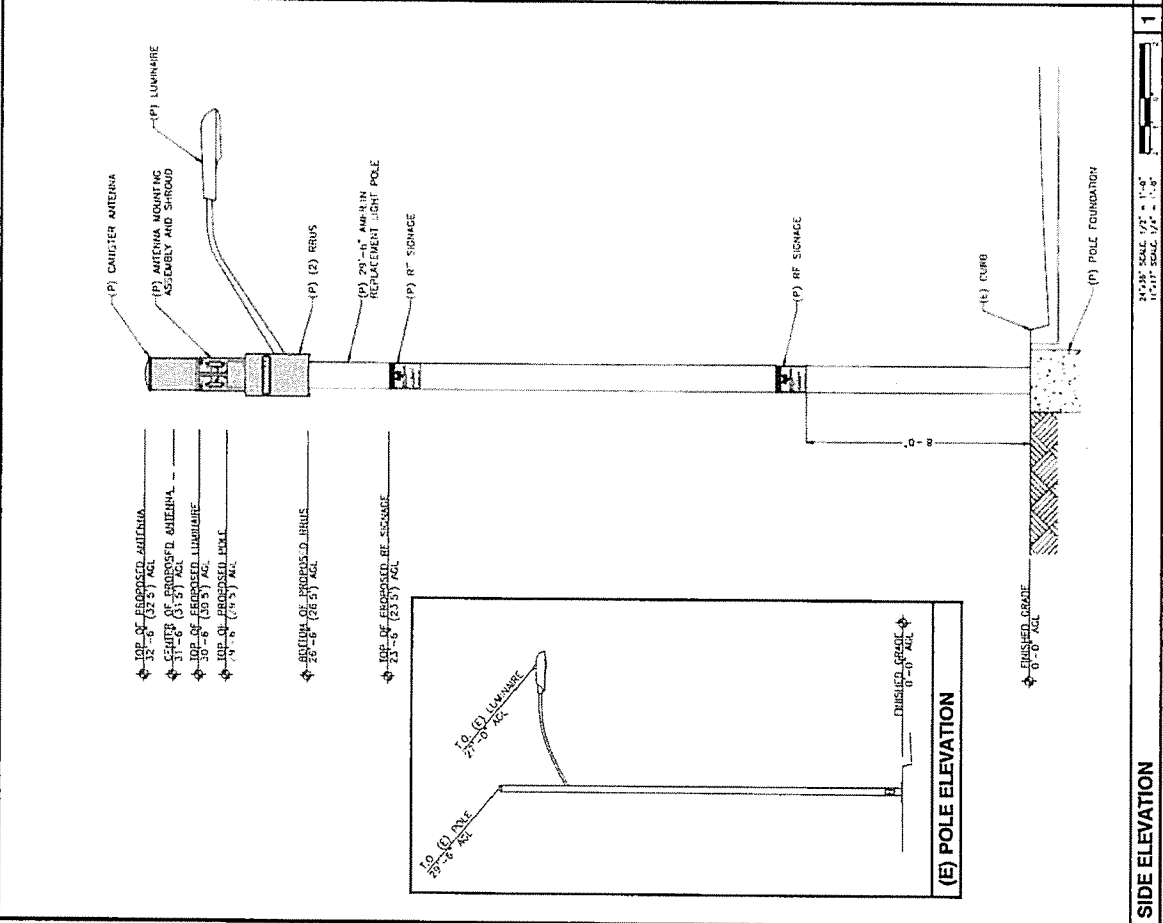 (P) CANISTER ANTENNA
(P) ANTENNA MOUNTING
ASSEMBLY AND SHROUD
(P) LUMINAIRE
(P) (2) RRUS
(P) 29'-6" AMERON
REPLACEMENT LIGHT POLE
(P) RF SIGNAGE
(P) RF SIGNAGE
(E) CURB
(P) POLE FOUNDATION
TOP OF PROPOSED ANTENNA
32'-6" (32.5') AGL
CENTER OF PROPOSED ANTENNA
31'-6" (31.5') AGL
TOP OF PROPOSED LUMINAIRE
30'-6" (30.5') AGL
TOP OF PROPOSED POLE
29'-6" (29.5') AGL
BOTTOM OF PROPOSED RRUS
26'-6" (26.5') AGL
TOP OF PROPOSED RF SIGNAGE
23'-6" (23.5') AGL
8'-0"
FINISHED GRADE
0'-0" AGL
T.O. (E) POLE
29'-6" AGL
T.O. (E) LUMINAIRE
27'-0" AGL
FINISHED GRADE
0'-0" AGL
(E) POLE ELEVATION
SIDE ELEVATION
24"x36" SCALE: 1/2" = 1'-0"
11"x17" SCALE: 1/4" = 1'-0"
1